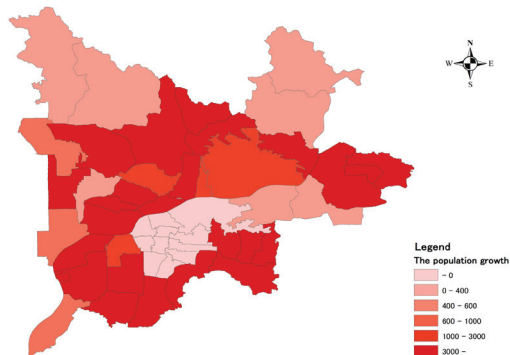 N
W E
S
Legend
The population growth
- 0
0 - 400
400 - 600
600 - 1000
1000 - 3000
3000 -